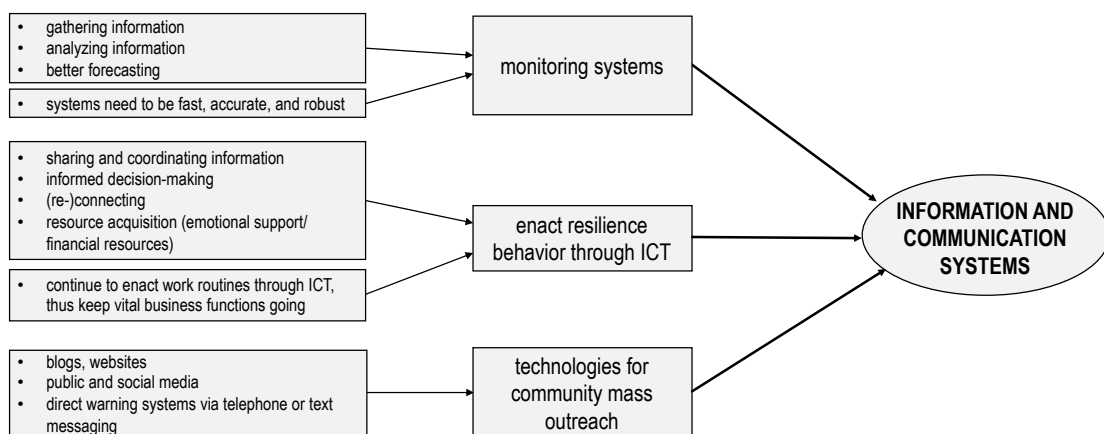 • gathering information
• analyzing information
• better forecasting
• systems need to be fast, accurate, and robust
monitoring systems
• sharing and coordinating information
• informed decision-making
• (re-)connecting
• resource acquisition (emotional support/
financial resources)
• continue to enact work routines through ICT,
thus keep vital business functions going
enact resilience
behavior through ICT
• blogs, websites
• public and social media
• direct warning systems via telephone or text
messaging
technologies for
community mass
outreach
INFORMATION AND
COMMUNICATION
SYSTEMS